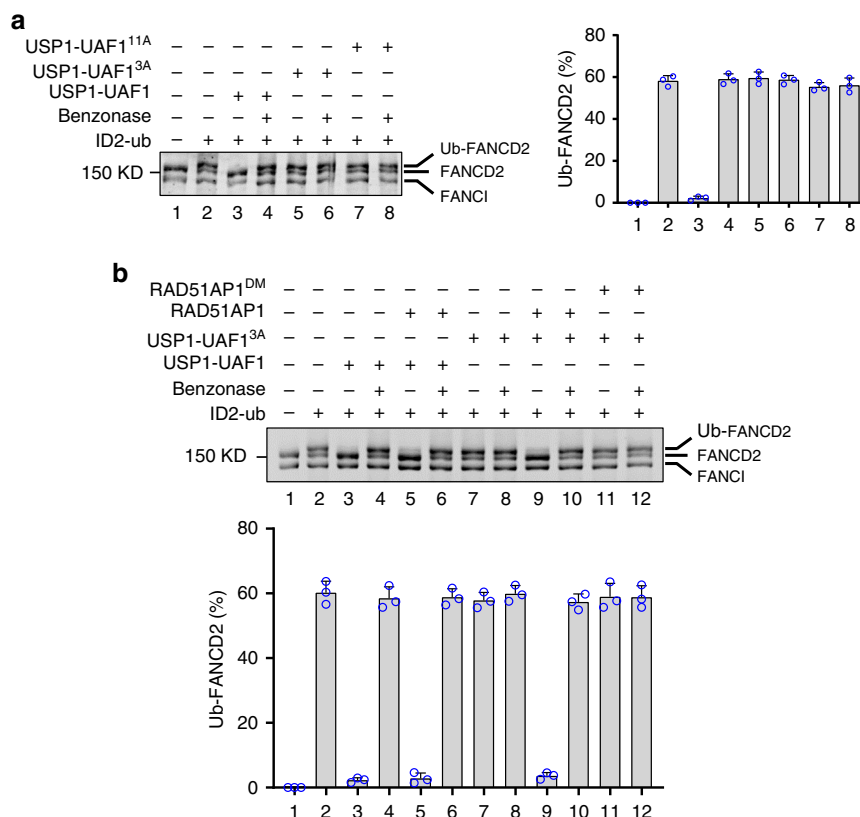 a
USP1-UAF1^11A – – – – – – + +
USP1-UAF1^3A – – – – + + – –
USP1-UAF1 – – + + – – – –
Benzonase – – – + – + – +
ID2-ub – + + + + + + +
Ub-FANCD2
150 KD FANCD2
FANCI
1 2 3 4 5 6 7 8
Ub-FANCD2 (%)
80
60
40
20
0
1 2 3 4 5 6 7 8
b
RAD51AP1^DM – – – – – – – – – – + +
RAD51AP1 – – – – + + – – + + – –
USP1-UAF1^3A – – – – – – + + + + + +
USP1-UAF1 – – + + + + – – – – – –
Benzonase – – – + – + – + – + – +
ID2-ub – + + + + + + + + + + +
Ub-FANCD2
150 KD FANCD2
FANCI
1 2 3 4 5 6 7 8 9 10 11 12
Ub-FANCD2 (%)
80
60
40
20
0
1 2 3 4 5 6 7 8 9 10 11 12